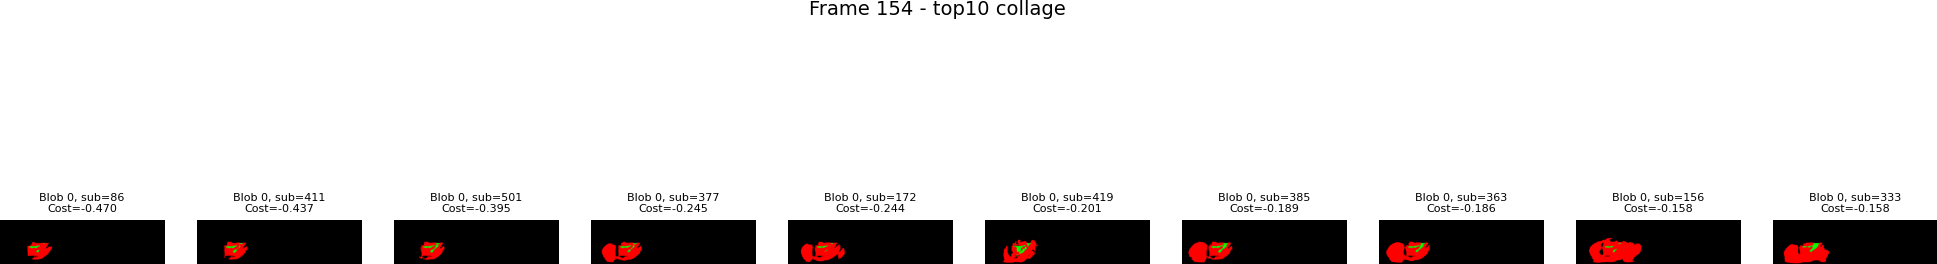 Frame 154 - top10 collage
Blob 0, sub=86
Cost=-0.470
Blob 0, sub=411
Cost=-0.437
Blob 0, sub=501
Cost=-0.395
Blob 0, sub=377
Cost=-0.245
Blob 0, sub=172
Cost=-0.244
Blob 0, sub=419
Cost=-0.201
Blob 0, sub=385
Cost=-0.189
Blob 0, sub=363
Cost=-0.186
Blob 0, sub=156
Cost=-0.158
Blob 0, sub=333
Cost=-0.158